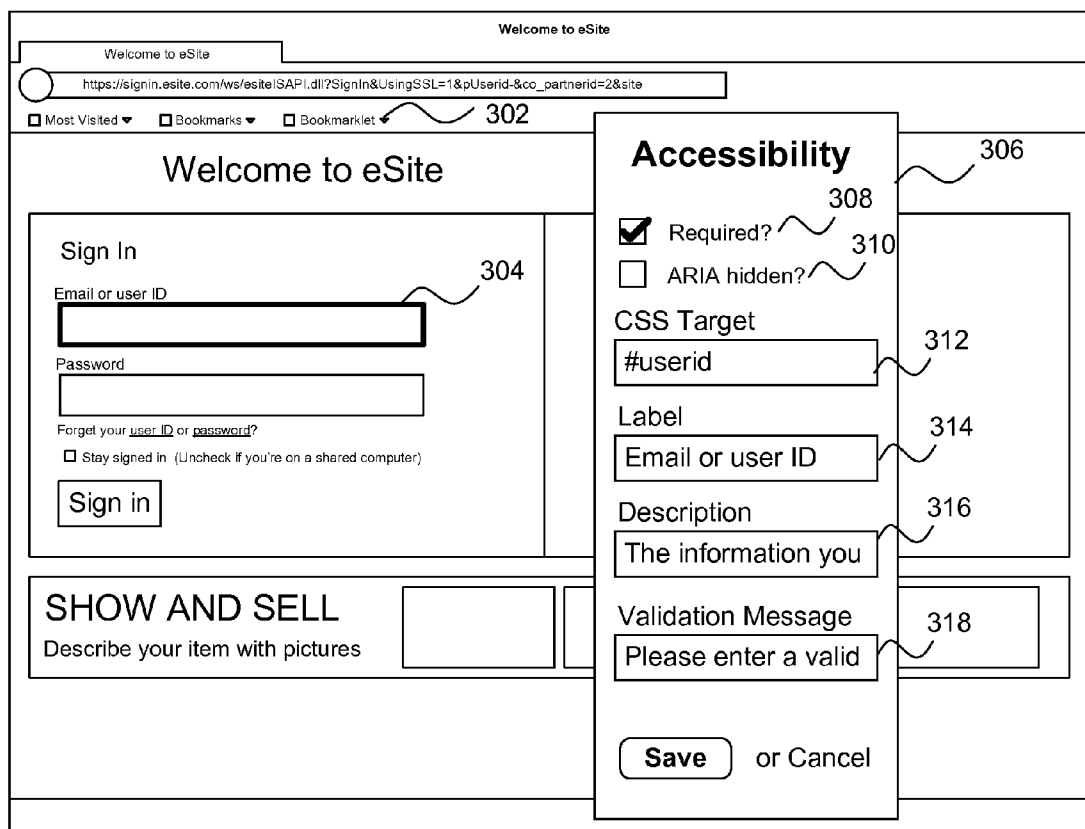 Welcome to eSite
Welcome to eSite
https://signin.esite.com/ws/esiteISAPI.dll?SignIn&UsingSSL=1&pUserid-&co_partnerid=2&site
Most Visited Bookmarks Bookmarklet 302
Welcome to eSite
Sign In
Email or user ID
304
Password
Forget your user ID or password?
Stay signed in (Uncheck if you're on a shared computer)
Sign in
SHOW AND SELL
Describe your item with pictures
Accessibility
306
Required? 308
ARIA hidden? 310
CSS Target
#userid 312
Label
Email or user ID 314
Description
The information you 316
Validation Message
Please enter a valid 318
Save or Cancel